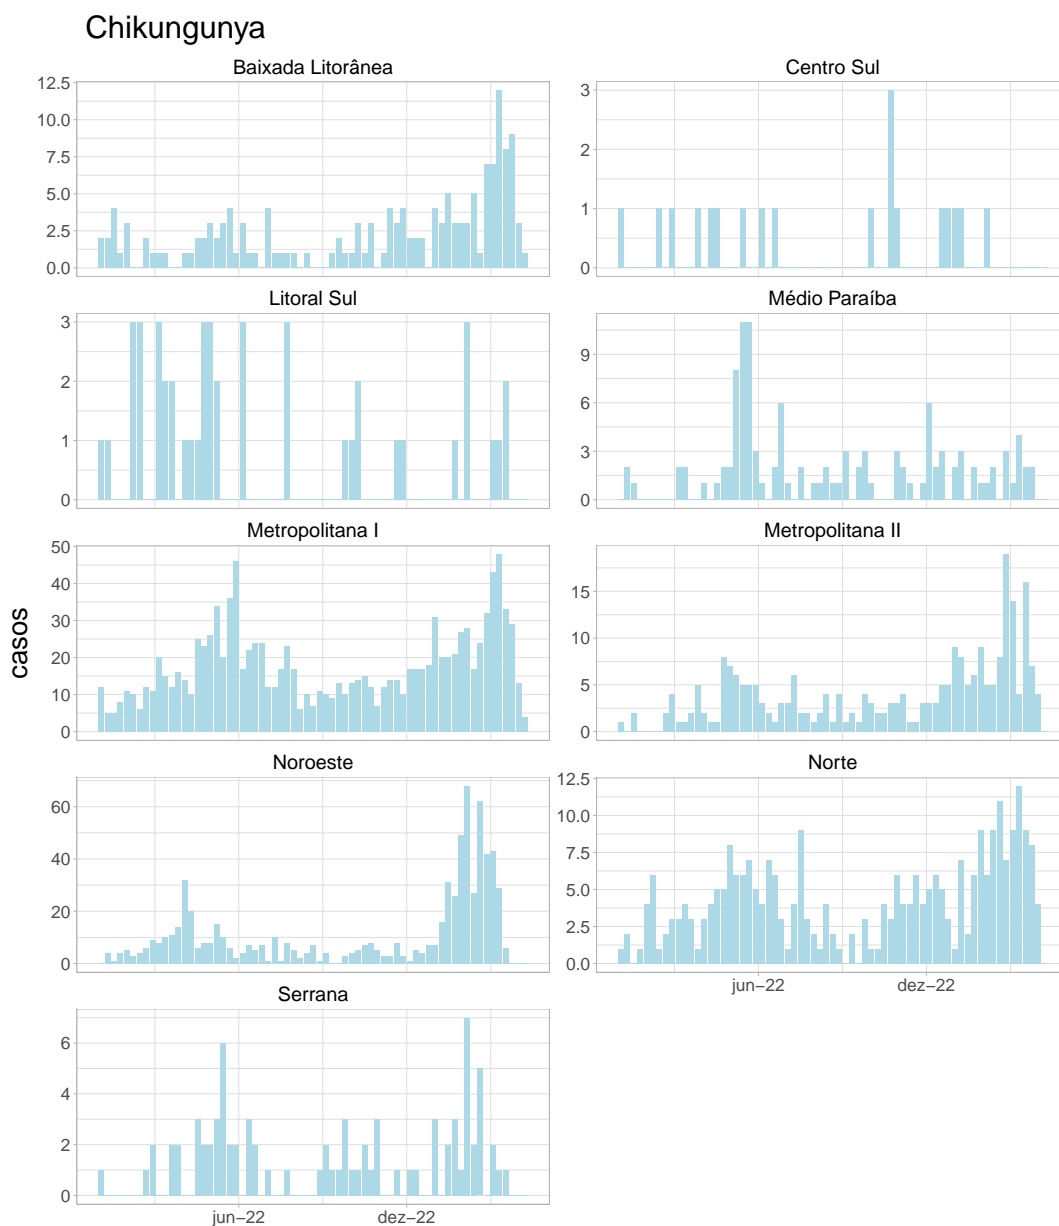 Chikungunya
Baixada Litorânea
12.5
10.0
7.5
5.0
2.5
0.0
Centro Sul
3
2
1
0
Litoral Sul
3
2
1
0
Médio Paraíba
9
6
3
0
casos
Metropolitana I
50
40
30
20
10
0
Metropolitana II
15
10
5
0
Noroeste
60
40
20
0
Norte
12.5
10.0
7.5
5.0
2.5
0.0
jun−22
dez−22
Serrana
6
4
2
0
jun−22
dez−22